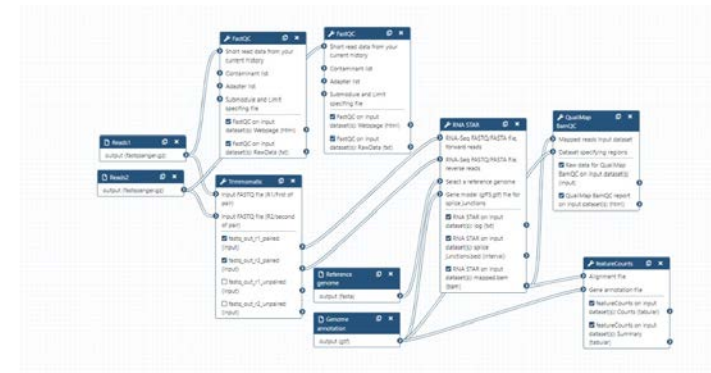 FastQC
Short read data from your
current history
Contaminant list
Adapter list
Submodule and Limit
specifing file
FastQC on input
dataset(s): Webpage (html)
FastQC on input
dataset(s): RawData (txt)
FastQC
Short read data from your
current history
Contaminant list
Adapter list
Submodule and Limit
specifing file
FastQC on input
dataset(s): Webpage (html)
FastQC on input
dataset(s): RawData (txt)
Reads1
output (fastqsanger.gz)
Reads2
output (fastqsanger.gz)
Trimmomatic
Input FASTQ file (R1/first of
pair)
Input FASTQ file (R2/second
of pair)
fastq_out_r1_paired
(input)
fastq_out_r2_paired
(input)
fastq_out_r1_unpaired
(input)
fastq_out_r2_unpaired
(input)
Reference
genome
output (fasta)
Genome
annotation
output (gtf)
RNA STAR
RNA-Seq FASTQ/FASTA file,
forward reads
RNA-Seq FASTQ/FASTA file,
reverse reads
Select a reference genome
Gene model (gff3,gtf) file for
splice junctions
RNA STAR on input
dataset(s): log (txt)
RNA STAR on input
dataset(s): splice
junctions.bed (interval)
RNA STAR on input
dataset(s): mapped.bam
(bam)
QualiMap
BamQC
Mapped reads input dataset
Dataset specifying regions
Raw data for QualiMap
BamQC on input dataset(s)
(input)
QualiMap BamQC report
on input dataset(s) (html)
featureCounts
Alignment file
Gene annotation file
featureCounts on input
dataset(s): Counts (tabular)
featureCounts on input
dataset(s): Summary
(tabular)